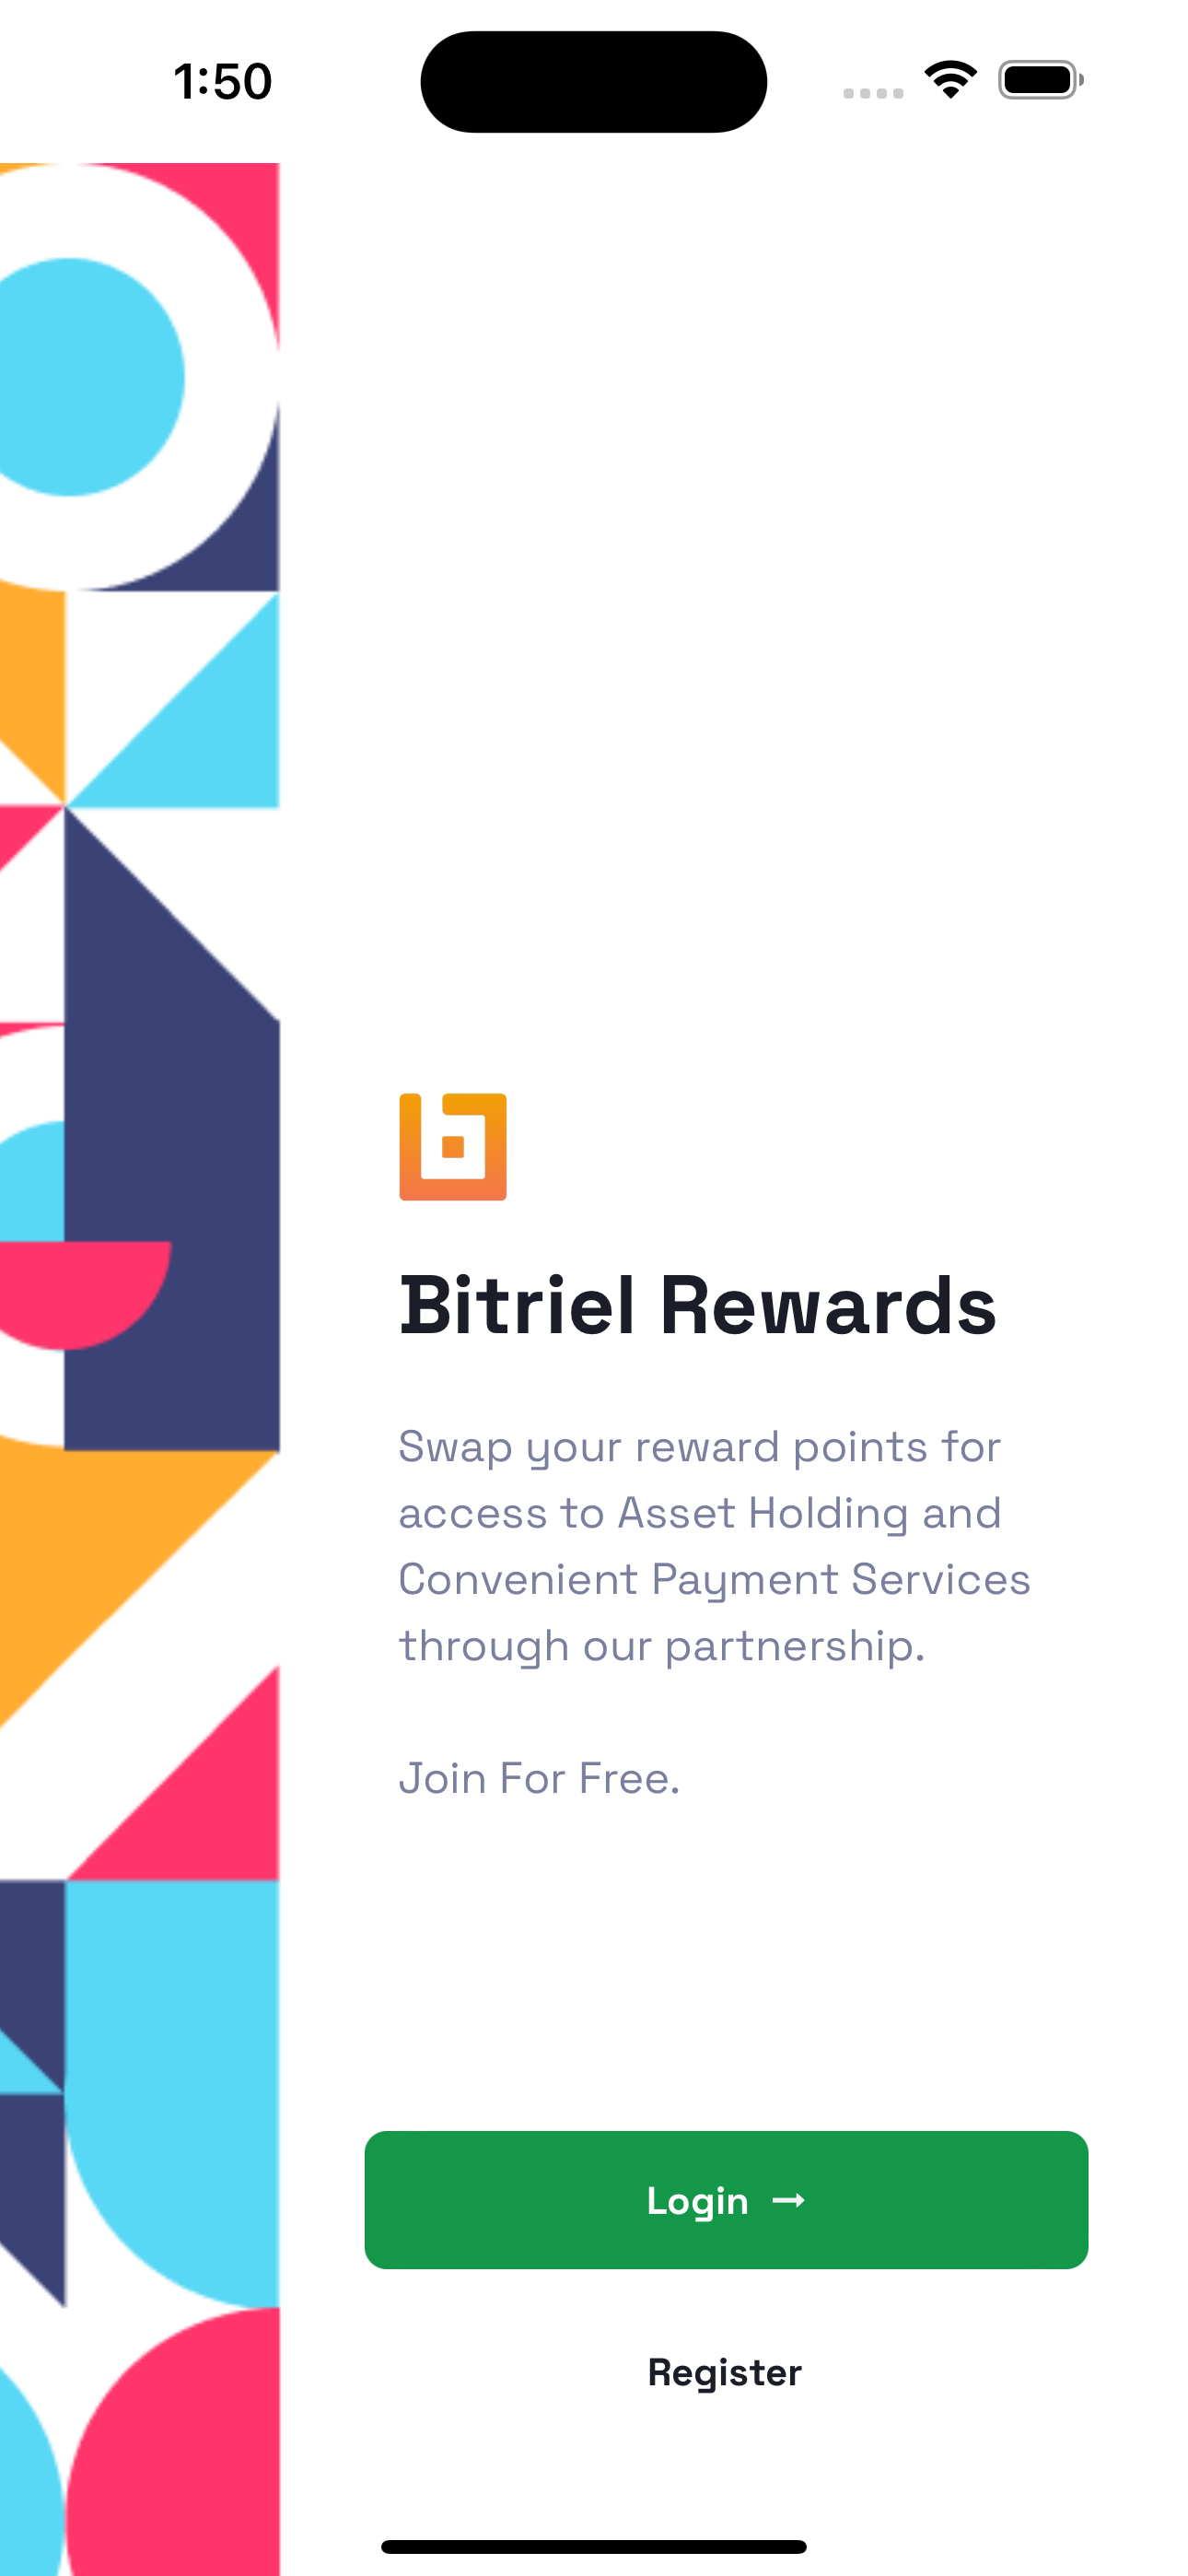 1:50
Bitriel Rewards
Swap your reward points for
access to Asset Holding and
Convenient Payment Services
through our partnership.
Join For Free.
Login →
Register